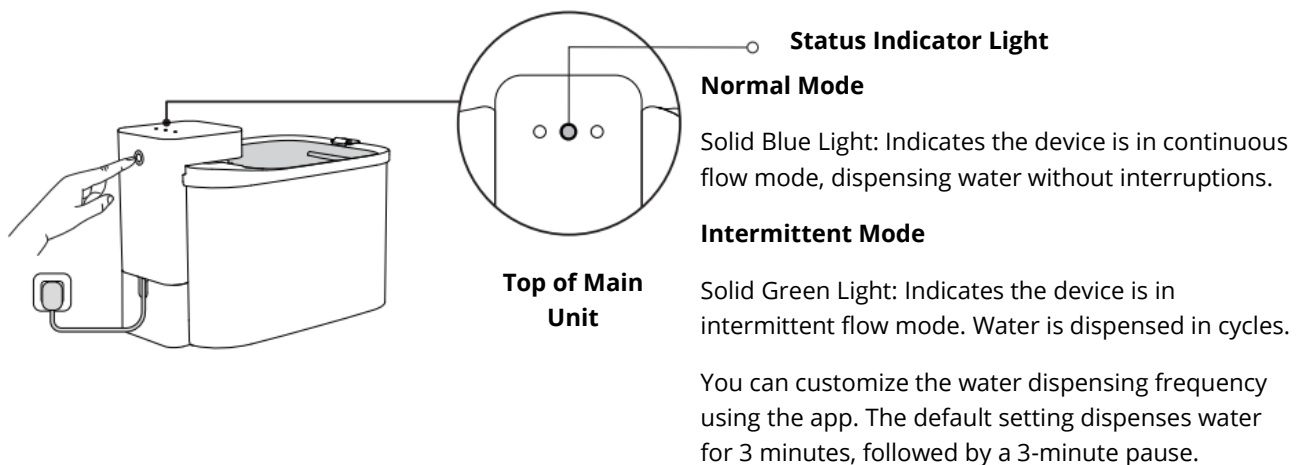 Status Indicator Light
Normal Mode
Solid Blue Light: Indicates the device is in continuous
flow mode, dispensing water without interruptions.
Intermittent Mode
Solid Green Light: Indicates the device is in
intermittent flow mode. Water is dispensed in cycles.
You can customize the water dispensing frequency
using the app. The default setting dispenses water
for 3 minutes, followed by a 3-minute pause.
Top of Main
Unit